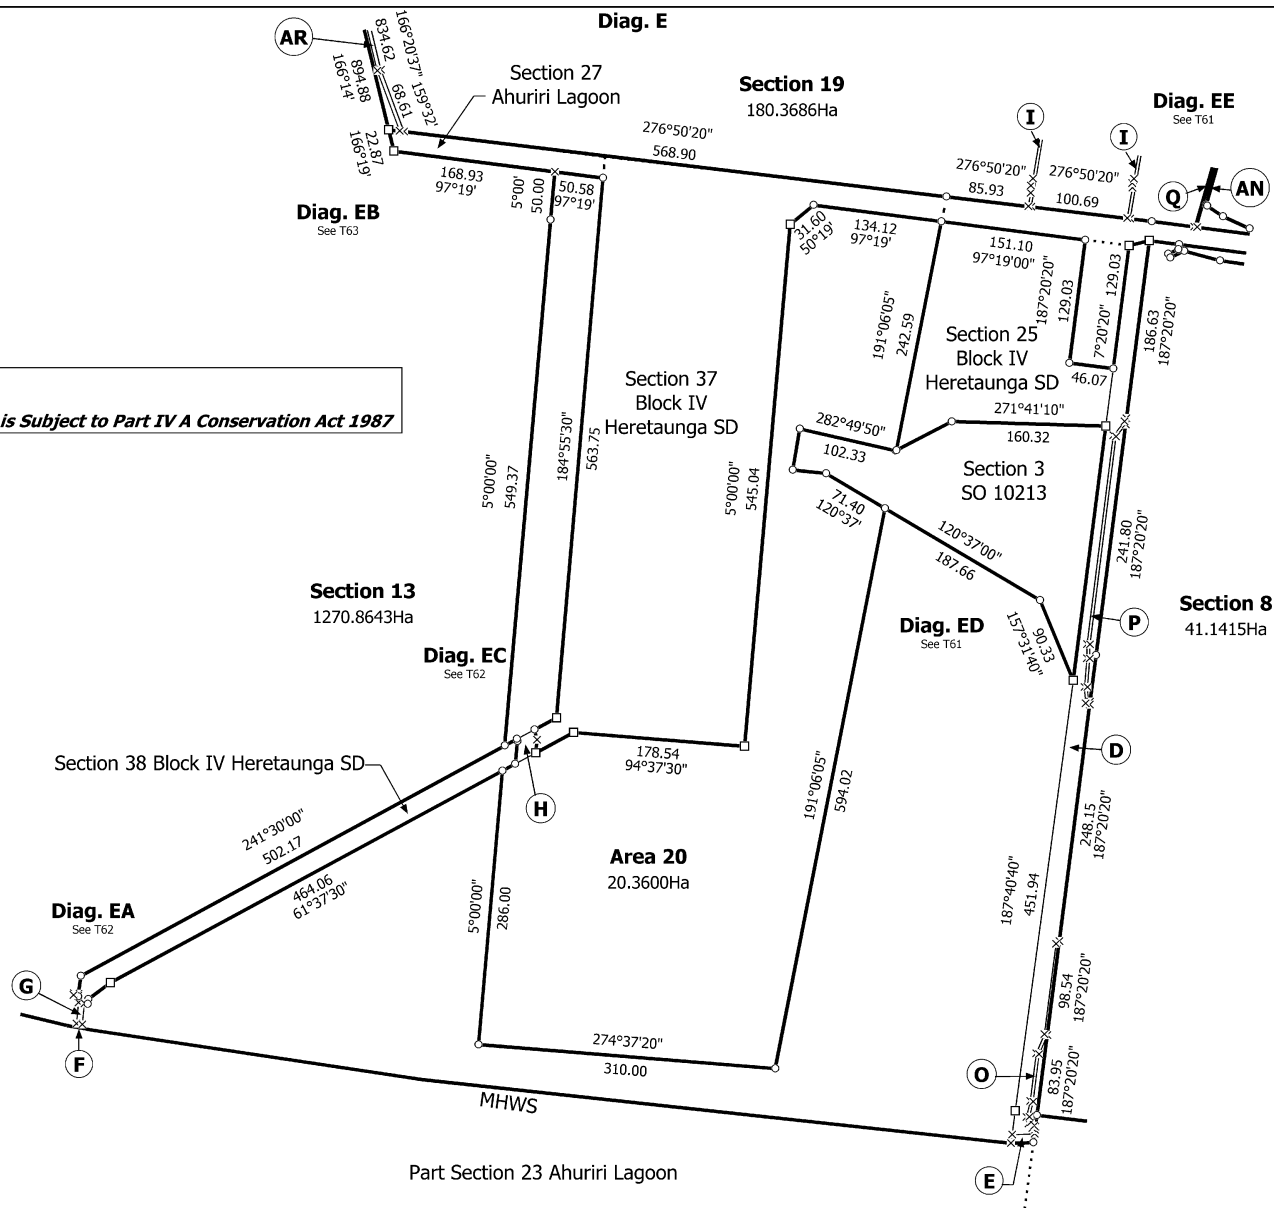 Diag. E
AR
166°20'37"
834.62
894.88
166°14'
159°32'
68.61
Section 27
Ahuriri Lagoon
Section 19
180.3686Ha
Diag. EE
See T61
I
I
276°50'20"
568.90
22.87
166°19'
168.93
97°19'
5°00'
50.00
50.58
97°19'
276°50'20"
85.93
276°50'20"
100.69
Q
AN
Diag. EB
See T63
31.60
50°19'
134.12
97°19'
151.10
97°19'00"
187°20'20"
129.03
129.03
7°20'20"
186.63
187°20'20"
191°06'05"
242.59
Section 25
Block IV
Heretaunga SD
46.07
is Subject to Part IV A Conservation Act 1987
Section 37
Block IV
Heretaunga SD
282°49'50"
102.33
271°41'10"
160.32
184°55'30"
563.75
5°00'00"
549.37
5°00'00"
545.04
Section 3
SO 10213
71.40
120°37'
120°37'00"
187.66
241.80
187°20'20"
Section 13
1270.8643Ha
Diag. EC
See T62
Diag. ED
See T61
90.33
157°31'40"
P
Section 8
41.1415Ha
Section 38 Block IV Heretaunga SD
178.54
94°37'30"
D
H
191°06'05"
594.02
248.15
187°20'20"
241°30'00"
502.17
464.06
61°37'30"
Area 20
20.3600Ha
5°00'00"
286.00
187°40'40"
451.94
Diag. EA
See T62
G
F
98.54
187°20'20"
274°37'20"
310.00
O
83.95
187°20'20"
MHWS
Part Section 23 Ahuriri Lagoon
E